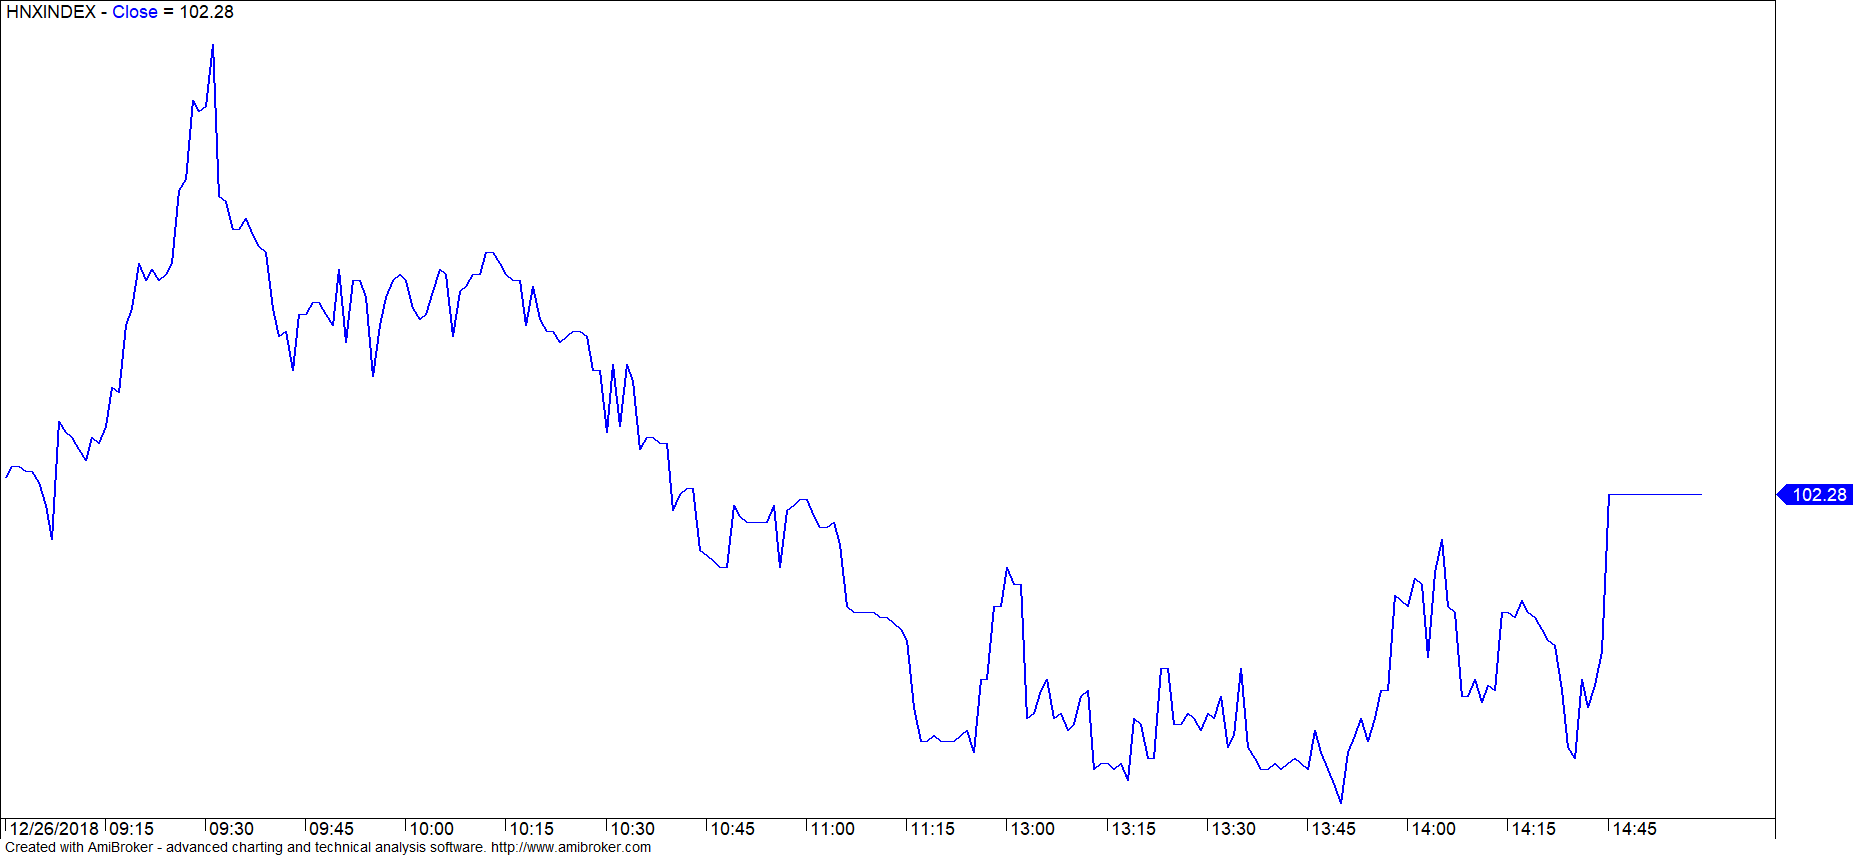 HNXINDEX - Close = 102.28
102.28
12/26/2018 09:15 09:30 09:45 10:00 10:15 10:30 10:45 11:00 11:15 13:00 13:15 13:30 13:45 14:00 14:15 14:45
Created with AmiBroker - advanced charting and technical analysis software. http://www.amibroker.com